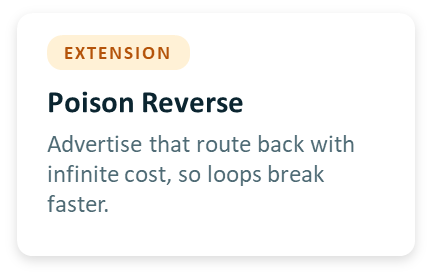 EXTENSION
Poison Reverse
Advertise that route back with
infinite cost, so loops break
faster.